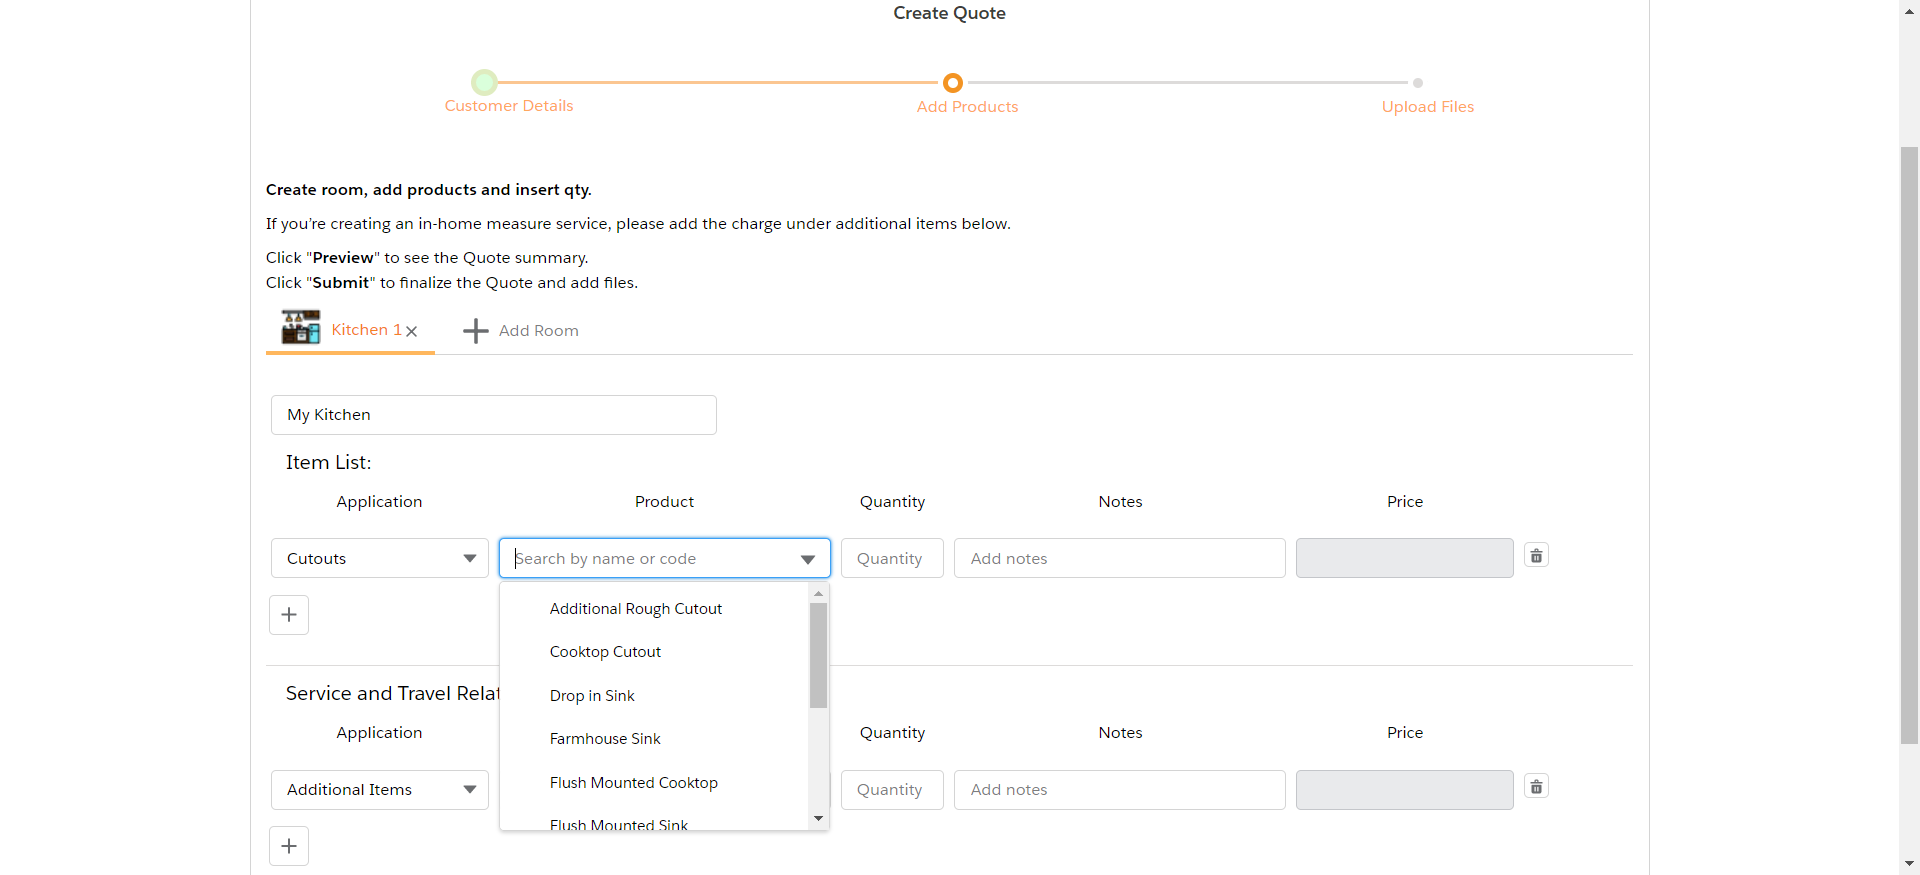 Create Quote
Customer Details
Add Products
Upload Files
Create room, add products and insert qty.
If you're creating an in-home measure service, please add the charge under additional items below.
Click "Preview" to see the Quote summary.
Click "Submit" to finalize the Quote and add files.
Kitchen 1
Add Room
My Kitchen
Item List:
Application Product Quantity Notes Price
Cutouts Search by name or code Quantity Add notes
Additional Rough Cutout
Cooktop Cutout
Drop in Sink
Farmhouse Sink
Flush Mounted Cooktop
Flush Mounted Sink
Service and Travel Relat
Application Quantity Notes Price
Additional Items Quantity Add notes